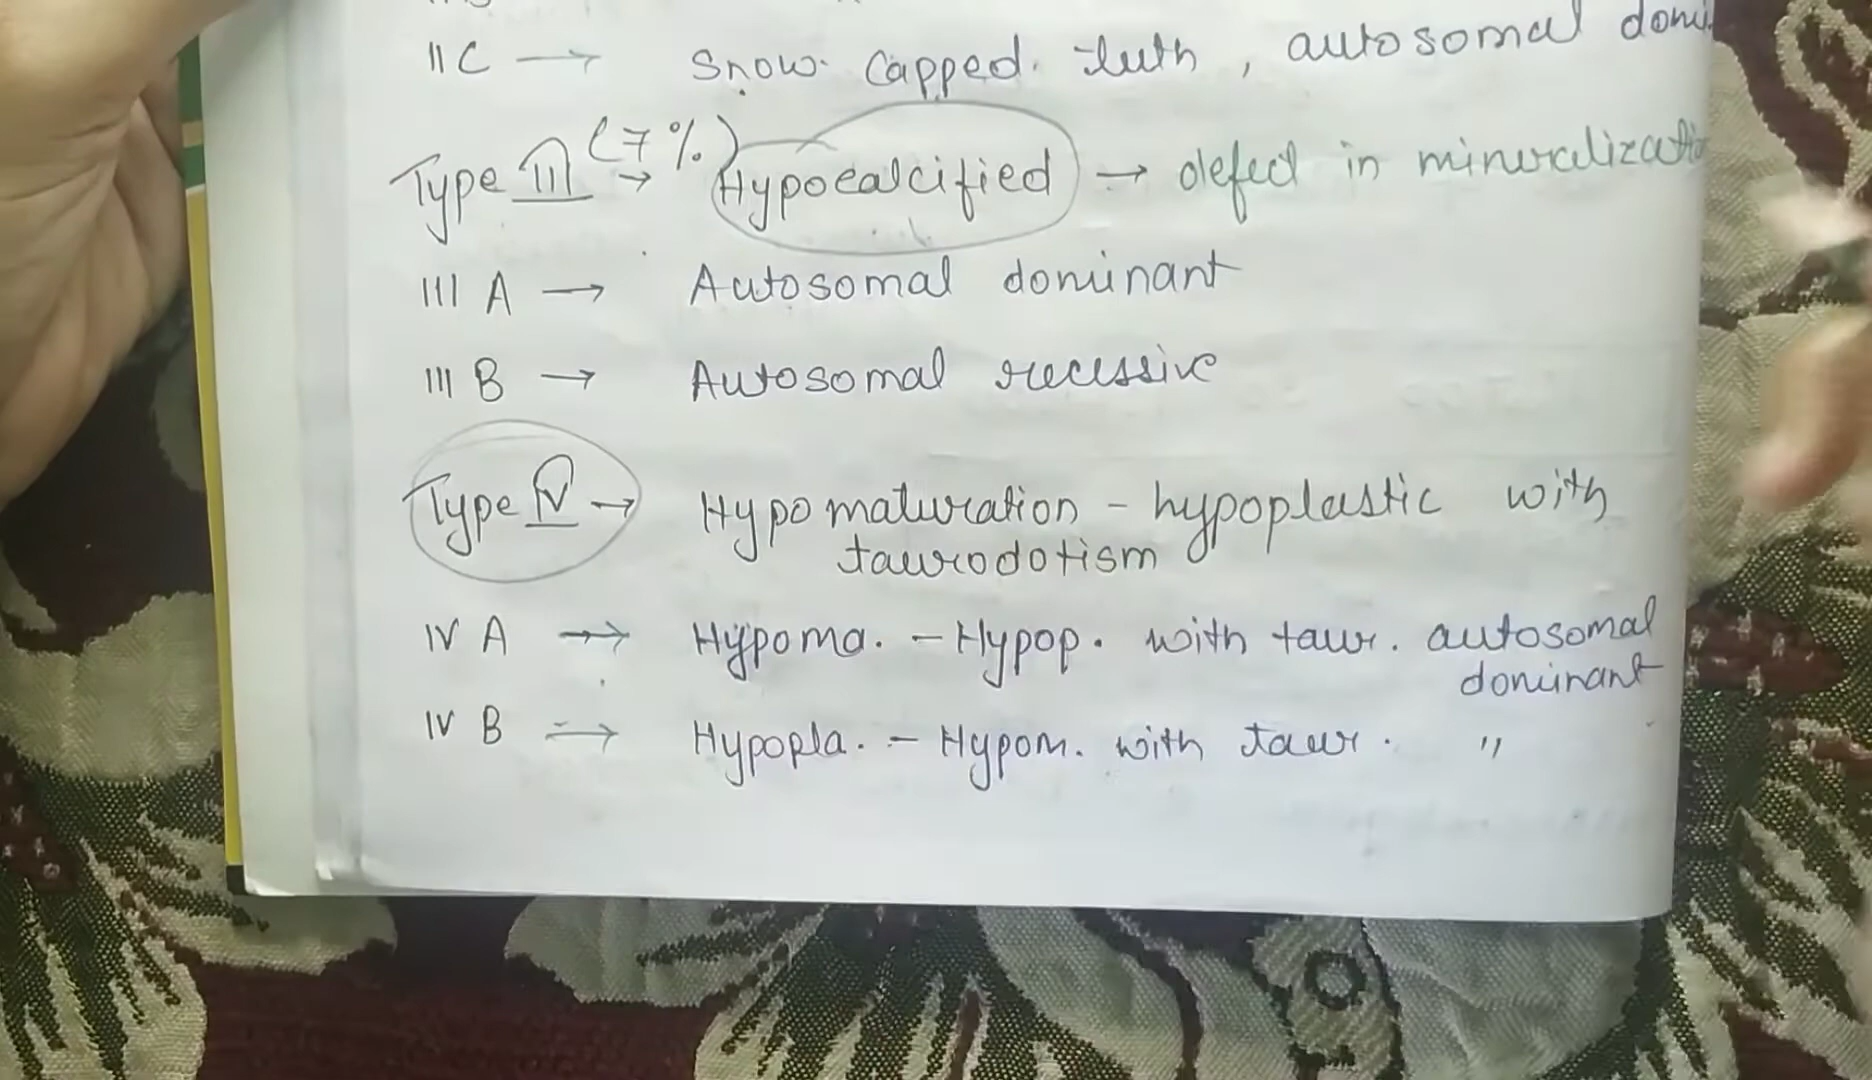 II C → Snow capped teeth, autosomal domi
Type III (7%) → Hypocalcified → defect in mineralizatio
III A → Autosomal dominant
III B → Autosomal recessive
Type IV → Hypomaturation - hypoplastic with
taurodotism
IV A → Hypoma. - Hypop. with taur. autosomal
dominant
IV B → Hypopla. - Hypom. with taur. "